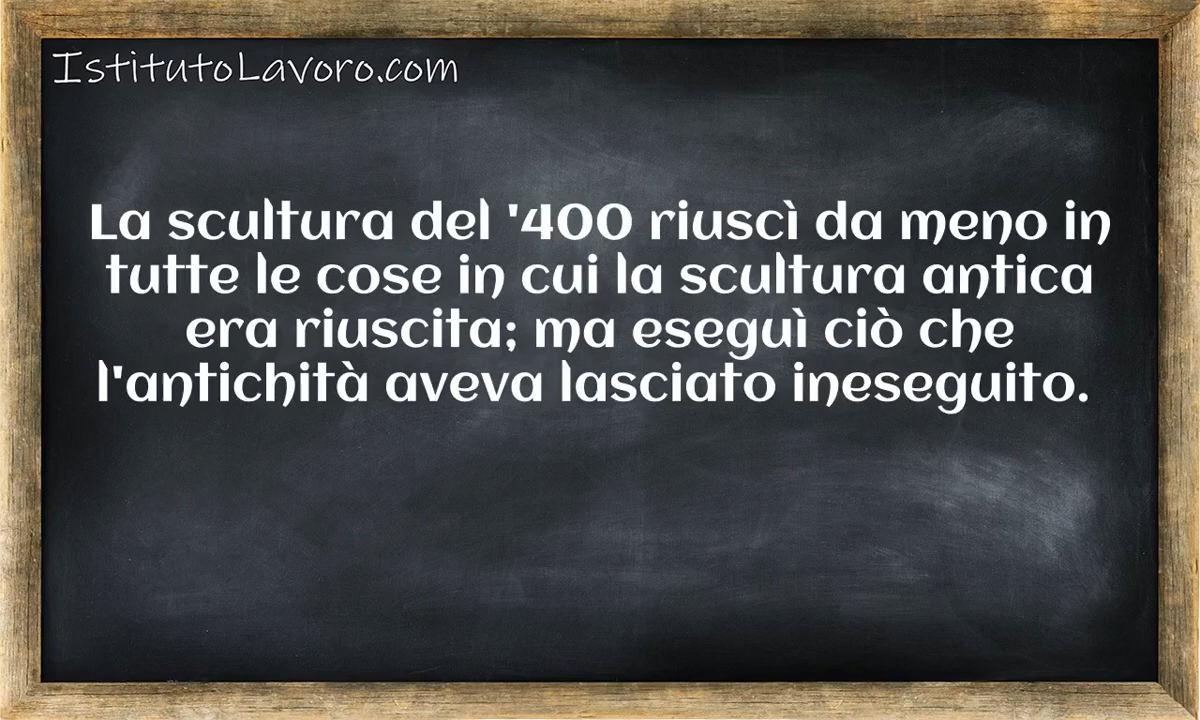 IstitutoLavoro.com
La scultura del '400 riuscì da meno in
tutte le cose in cui la scultura antica
era riuscita; ma eseguì ciò che
l'antichità aveva lasciato ineseguito.